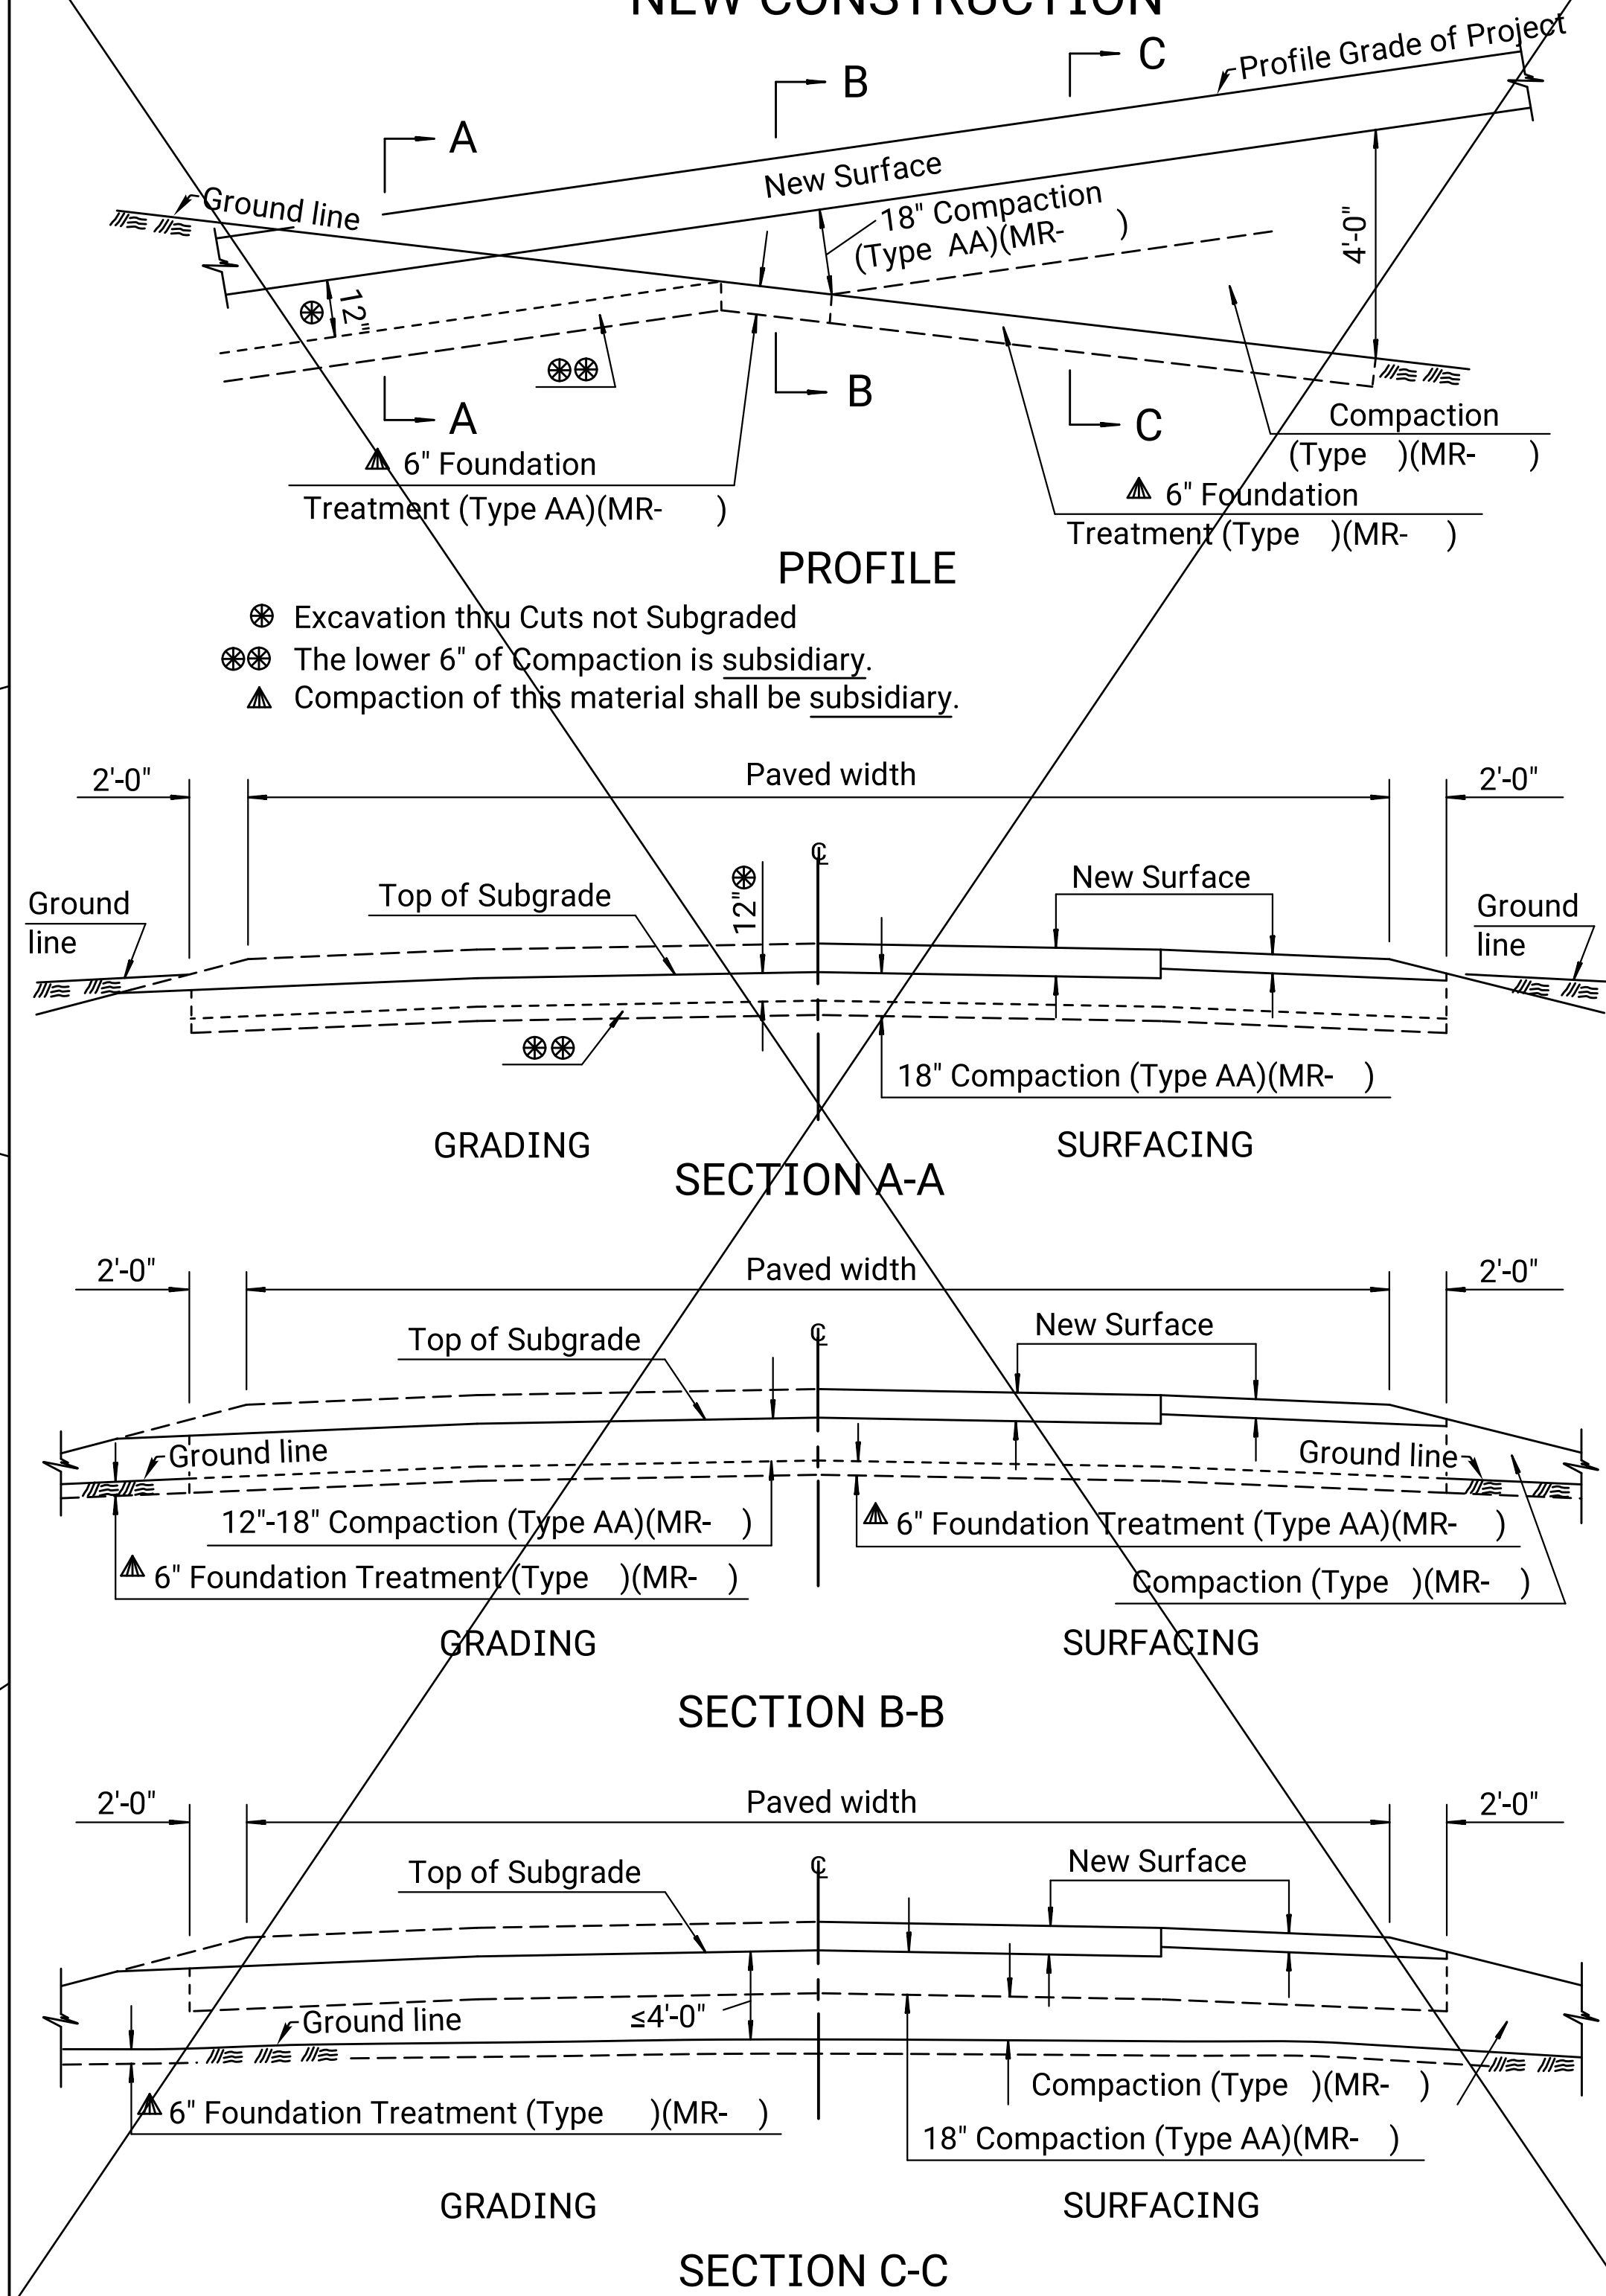 NEW CONSTRUCTION
C
Profile Grade of Project
B
A
New Surface
Ground line
18" Compaction
(Type AA)(MR- )
4'-0"
12"
B
A
C
Compaction
(Type )(MR- )
6" Foundation
Treatment (Type AA)(MR- )
6" Foundation
Treatment (Type )(MR- )
PROFILE
Excavation thru Cuts not Subgraded
The lower 6" of Compaction is subsidiary.
Compaction of this material shall be subsidiary.
2'-0"
Paved width
2'-0"
℄
Top of Subgrade
12"
New Surface
Ground
line
Ground
line
18" Compaction (Type AA)(MR- )
GRADING
SURFACING
SECTION A-A
2'-0"
Paved width
2'-0"
℄
Top of Subgrade
New Surface
Ground line
Ground line
12"-18" Compaction (Type AA)(MR- )
6" Foundation Treatment (Type AA)(MR- )
6" Foundation Treatment (Type )(MR- )
Compaction (Type )(MR- )
GRADING
SURFACING
SECTION B-B
2'-0"
Paved width
2'-0"
℄
Top of Subgrade
New Surface
Ground line
≤4'-0"
Compaction (Type )(MR- )
6" Foundation Treatment (Type )(MR- )
18" Compaction (Type AA)(MR- )
GRADING
SURFACING
SECTION C-C